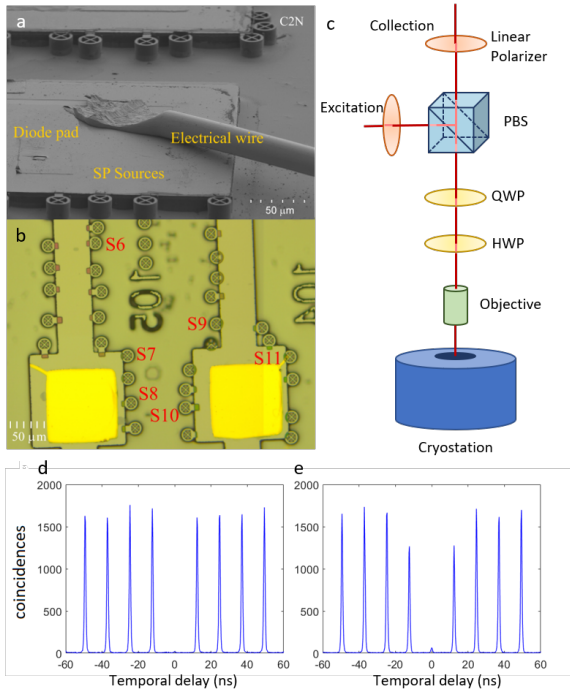 a
C2N
Diode pad
Electrical wire
SP Sources
50 μm
b
S6
102
101
S9
S7
S11
S8
S10
50 μm
c
Collection
Linear
Polarizer
Excitation
PBS
QWP
HWP
Objective
Cryostation
d
e
2000
1500
1000
500
0
-60 -40 -20 0 20 40 60
coincidences
Temporal delay (ns)
2000
1500
1000
500
0
-60 -40 -20 0 20 40 60
Temporal delay (ns)